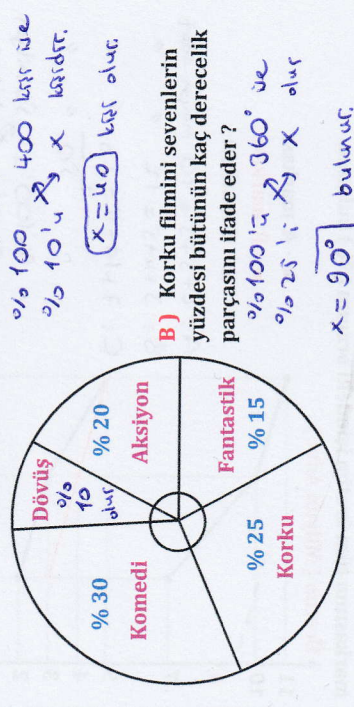 %100 400 kişi ise
%10'u x kişidir.
x = 40 kişi olur.
B ) Korku filmini sevenlerin
yüzdesi bütünün kaç derecelik
parçasını ifade eder ?
%100'ü 360° ise
%25'i x olur
x = 90° bulunur.
Dövüş
%
10
olur
% 20
Aksiyon
Fantastik
% 15
% 25
Korku
% 30
Komedi